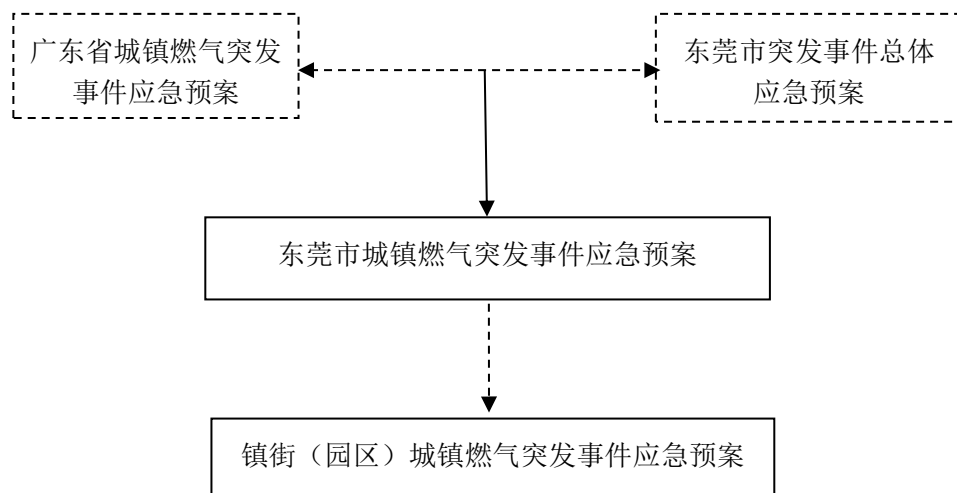 广东省城镇燃气突发
事件应急预案
东莞市突发事件总体
应急预案
东莞市城镇燃气突发事件应急预案
镇街（园区）城镇燃气突发事件应急预案